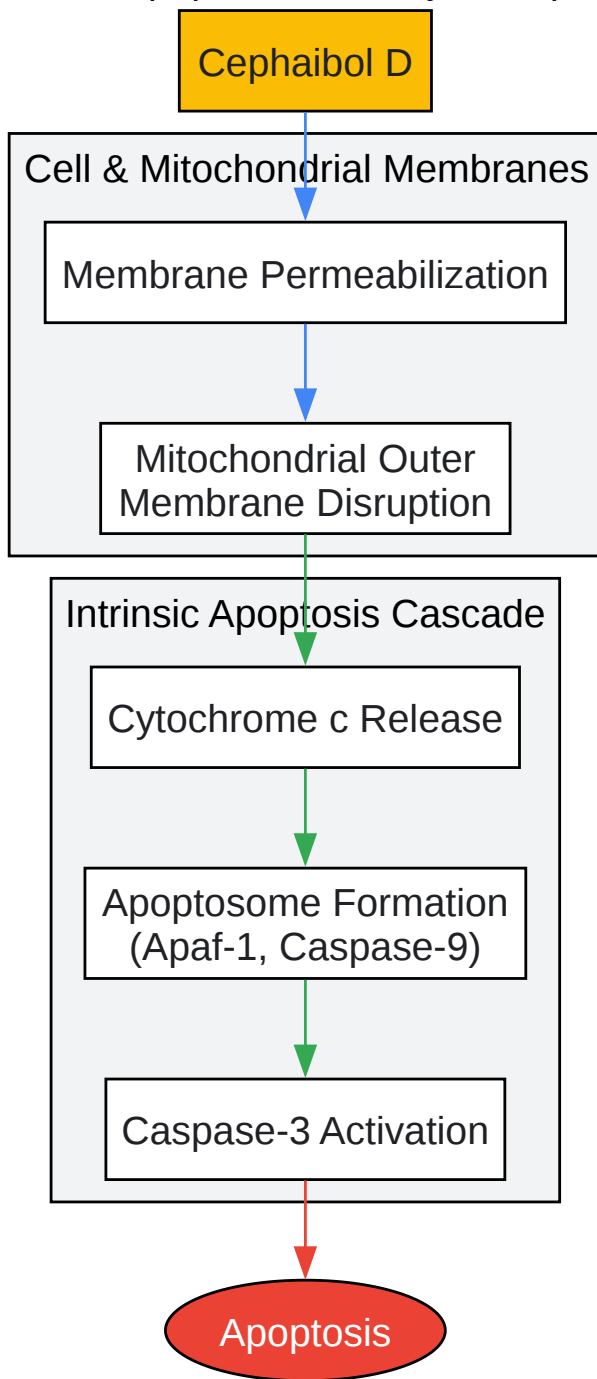 Cephaibol D
Cell & Mitochondrial Membranes
Membrane Permeabilization
Mitochondrial Outer
Membrane Disruption
Intrinsic Apoptosis Cascade
Cytochrome c Release
Apoptosome Formation
(Apaf-1, Caspase-9)
Caspase-3 Activation
Apoptosis